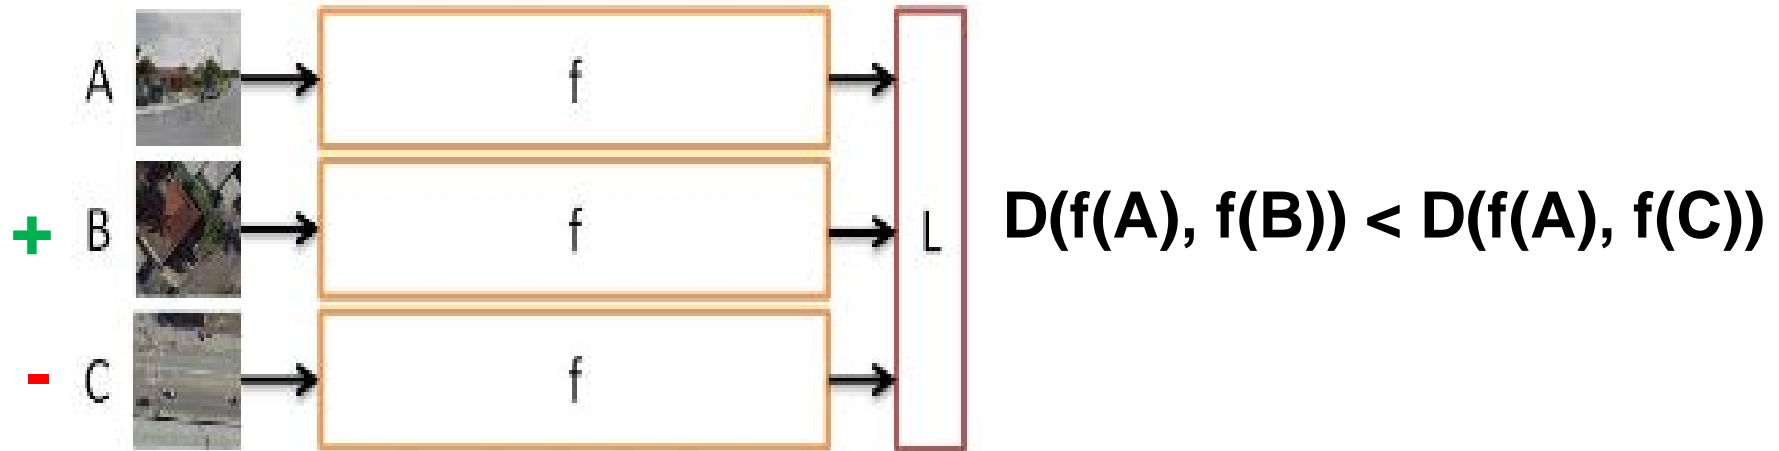 A f
+ B f L D(f(A), f(B)) < D(f(A), f(C))
- C f